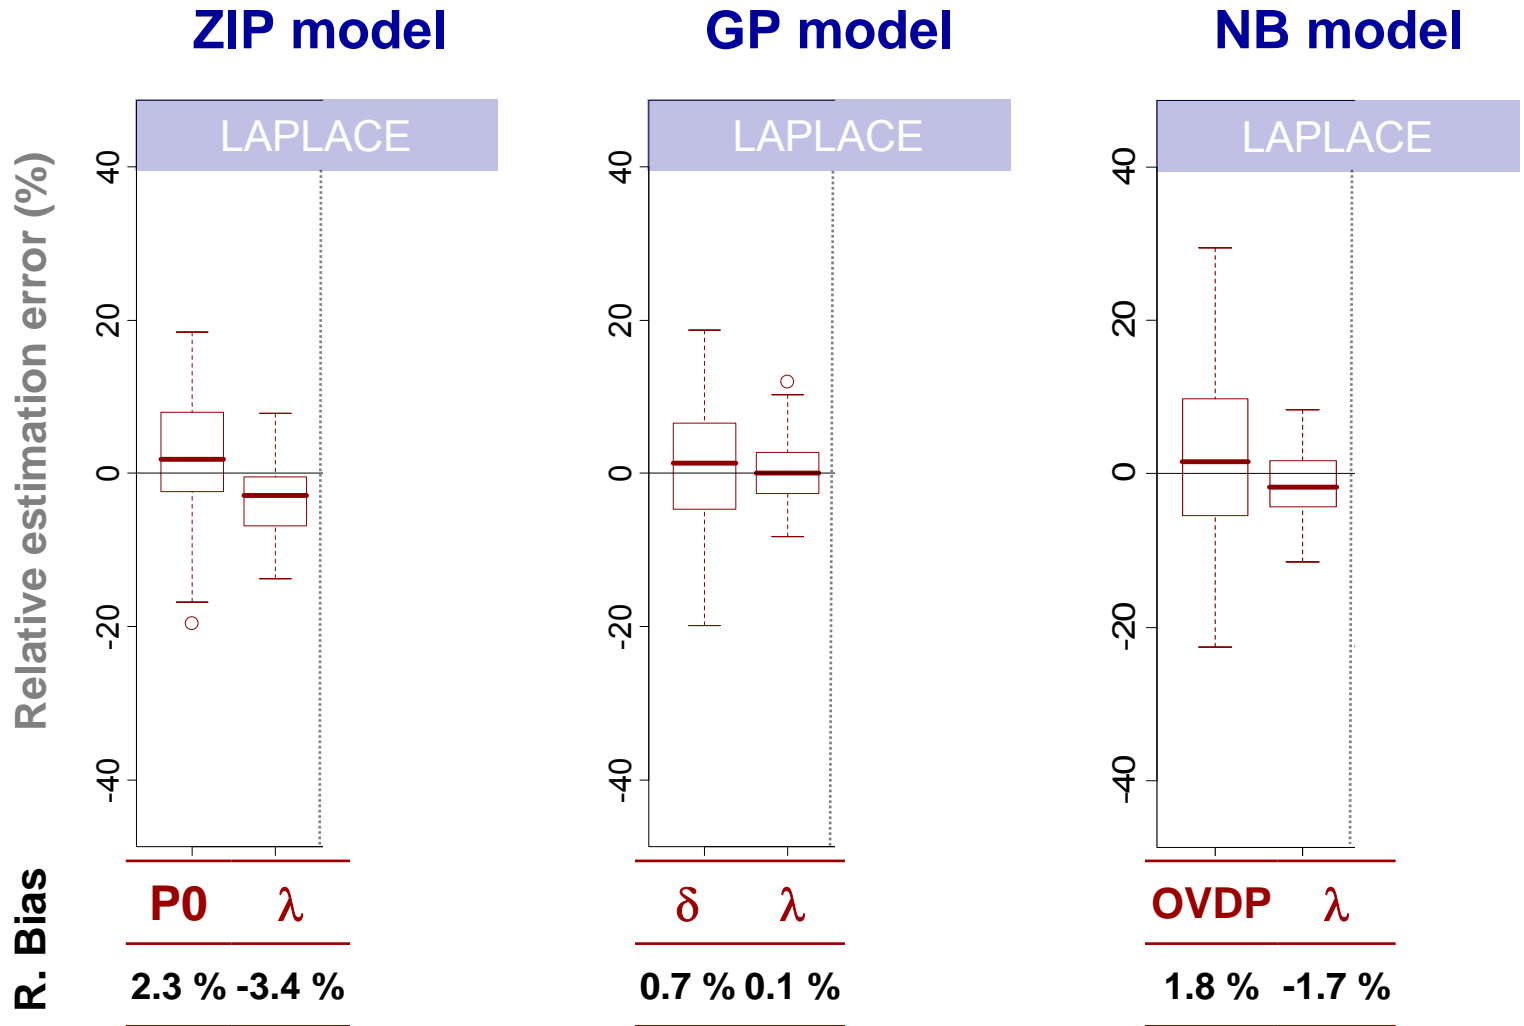 ZIP model
GP model
NB model
LAPLACE
LAPLACE
LAPLACE
Relative estimation error (%)
40
20
0
-20
-40
40
20
0
-20
-40
40
20
0
-20
-40
P0 λ
δ λ
OVDP λ
R. Bias
2.3 % -3.4 %
0.7 % 0.1 %
1.8 % -1.7 %